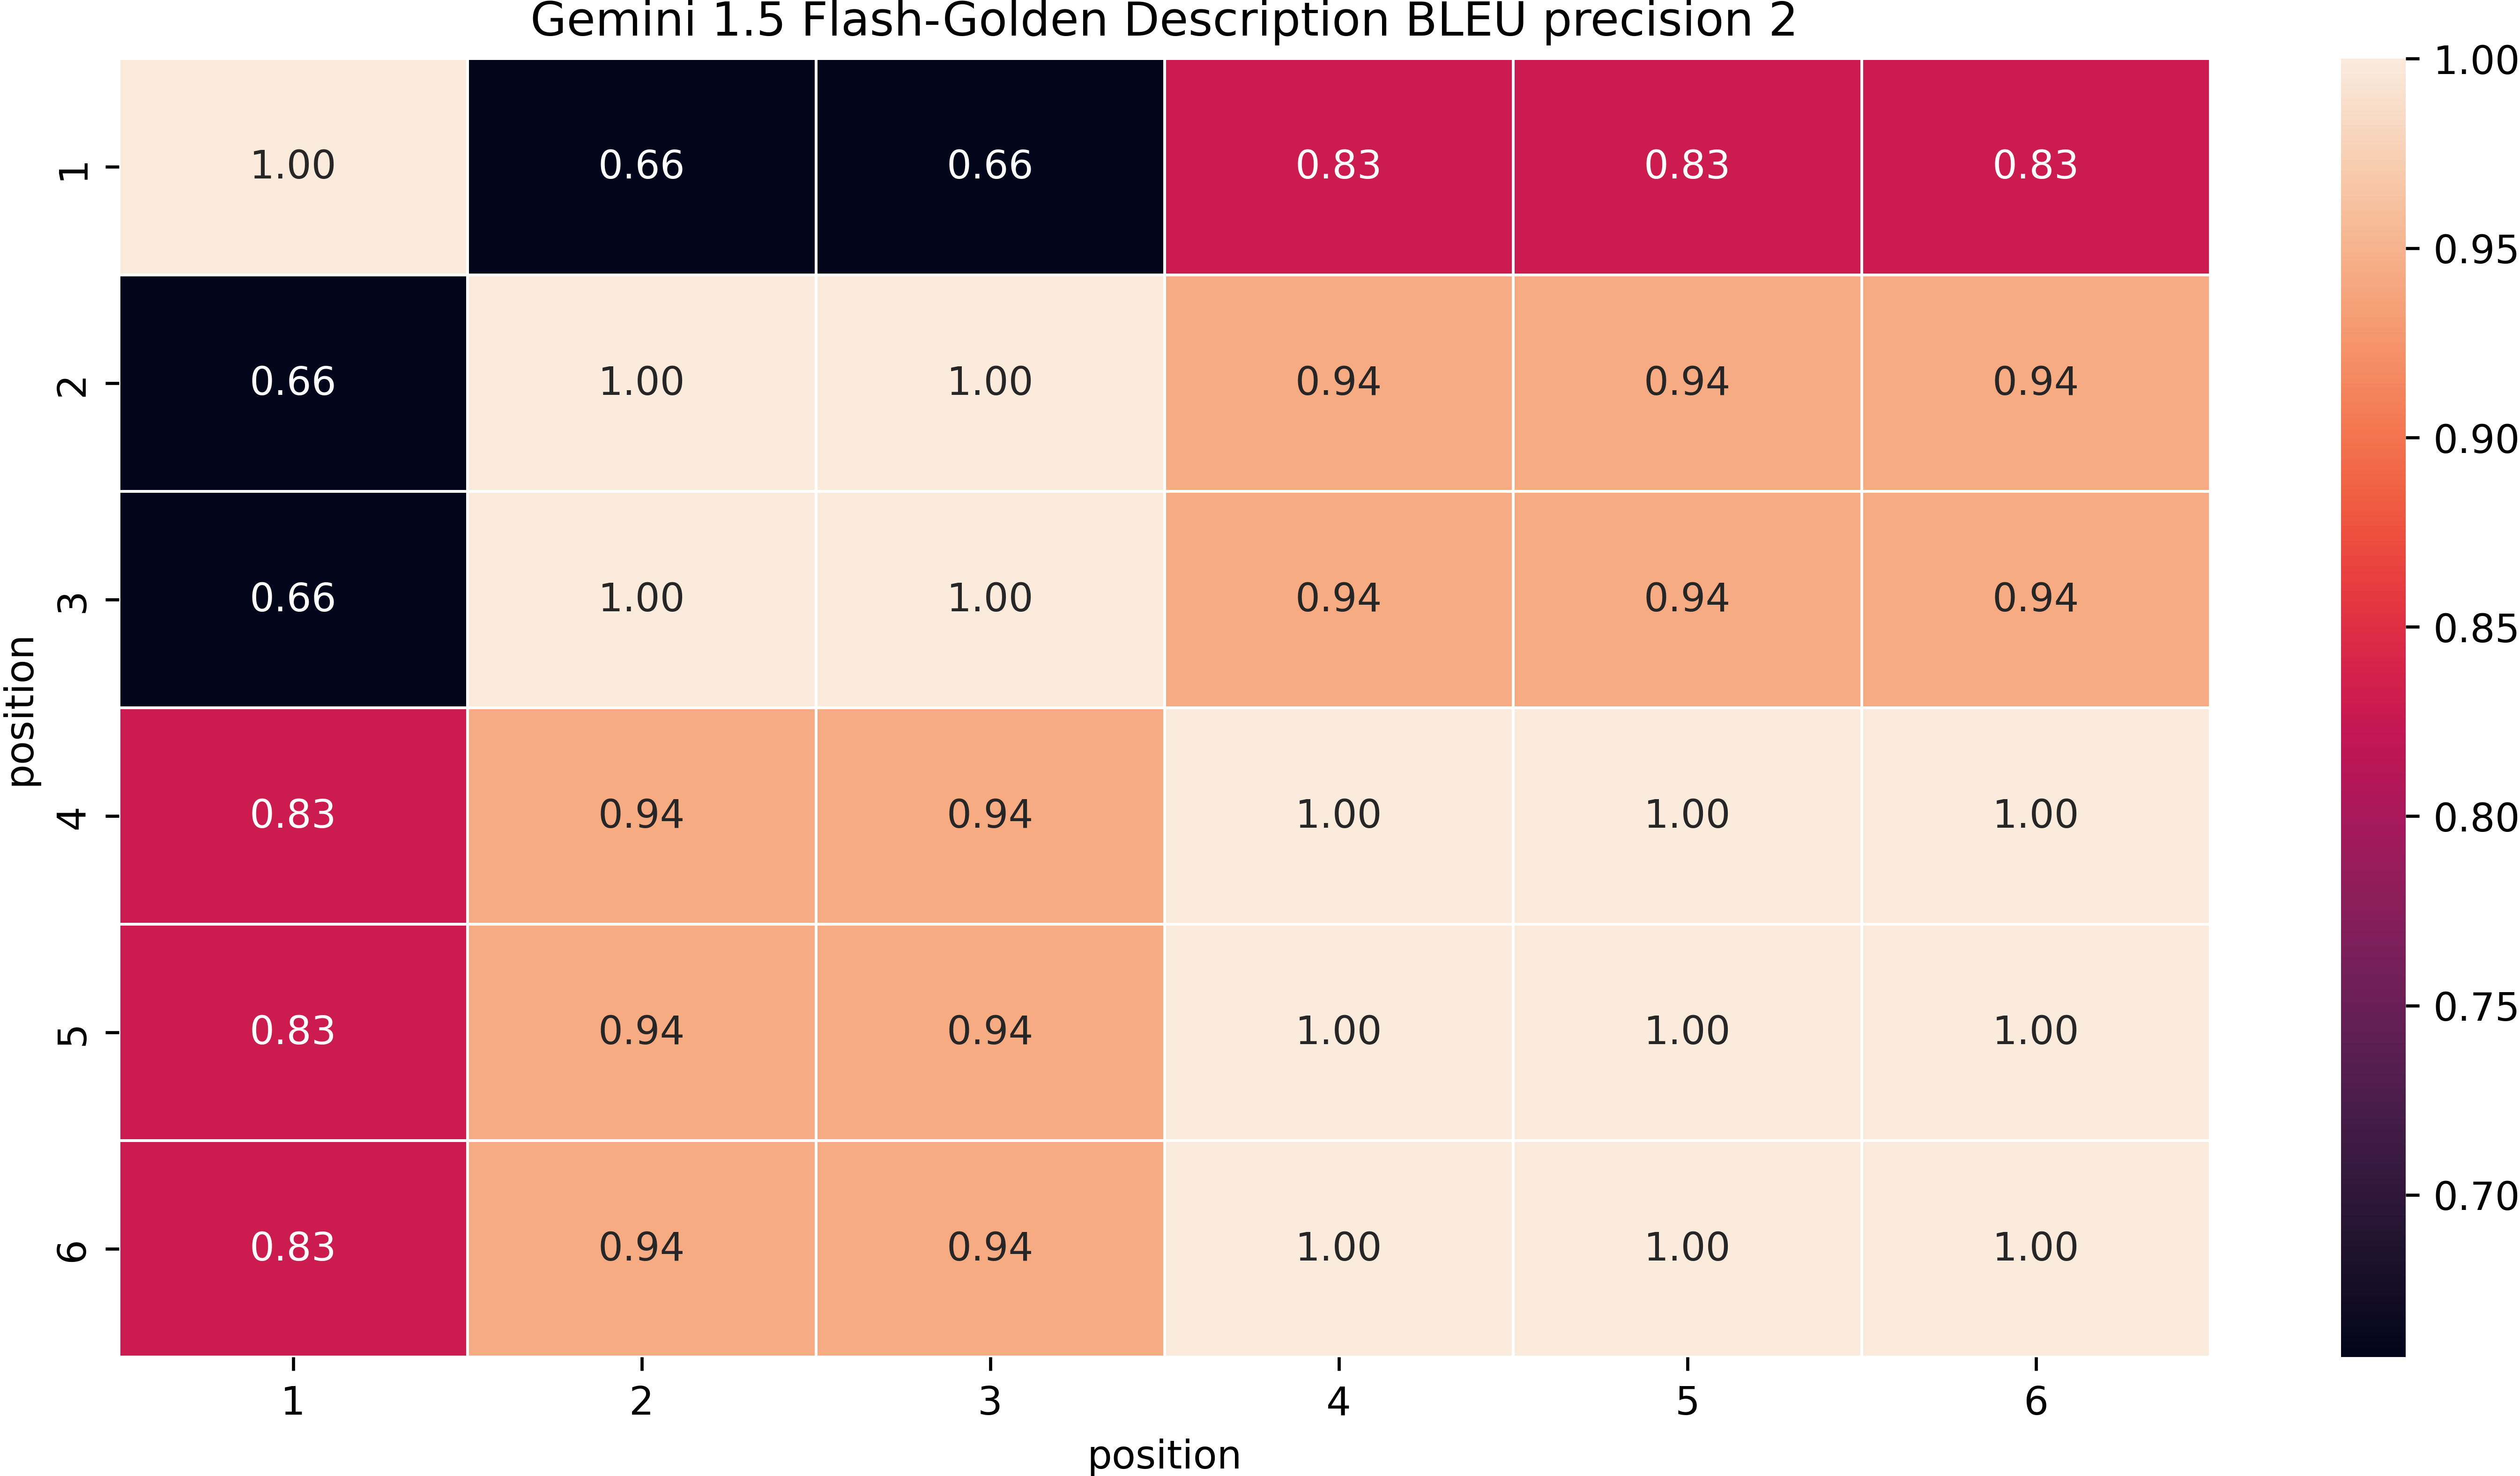 Gemini 1.5 Flash-Golden Description BLEU precision 2
1 1.00 0.66 0.66 0.83 0.83 0.83
2 0.66 1.00 1.00 0.94 0.94 0.94
3 0.66 1.00 1.00 0.94 0.94 0.94
4 0.83 0.94 0.94 1.00 1.00 1.00
5 0.83 0.94 0.94 1.00 1.00 1.00
6 0.83 0.94 0.94 1.00 1.00 1.00
position
1 2 3 4 5 6
position
1.00
0.95
0.90
0.85
0.80
0.75
0.70